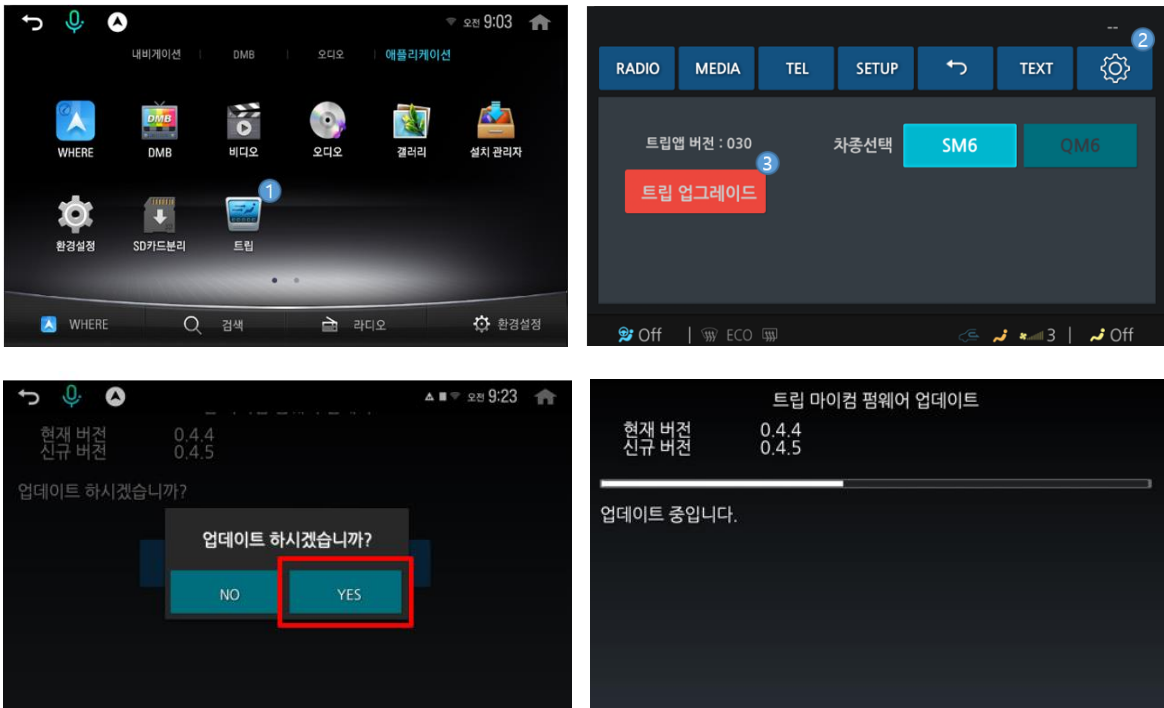 오전 9:03
내비게이션 DMB 오디오 애플리케이션
WHERE DMB 비디오 오디오 갤러리 설치 관리자
1
환경설정 SD카드분리 트립
WHERE 검색 라디오 환경설정
--
2
RADIO MEDIA TEL SETUP TEXT
트립앱 버전 : 030 차종선택 SM6 QM6
3
트립 업그레이드
Off ECO 3 Off
오전 9:23
현재 버전 0.4.4
신규 버전 0.4.5
업데이트 하시겠습니까?
업데이트 하시겠습니까?
NO YES
트립 마이컴 펌웨어 업데이트
현재 버전 0.4.4
신규 버전 0.4.5
업데이트 중입니다.